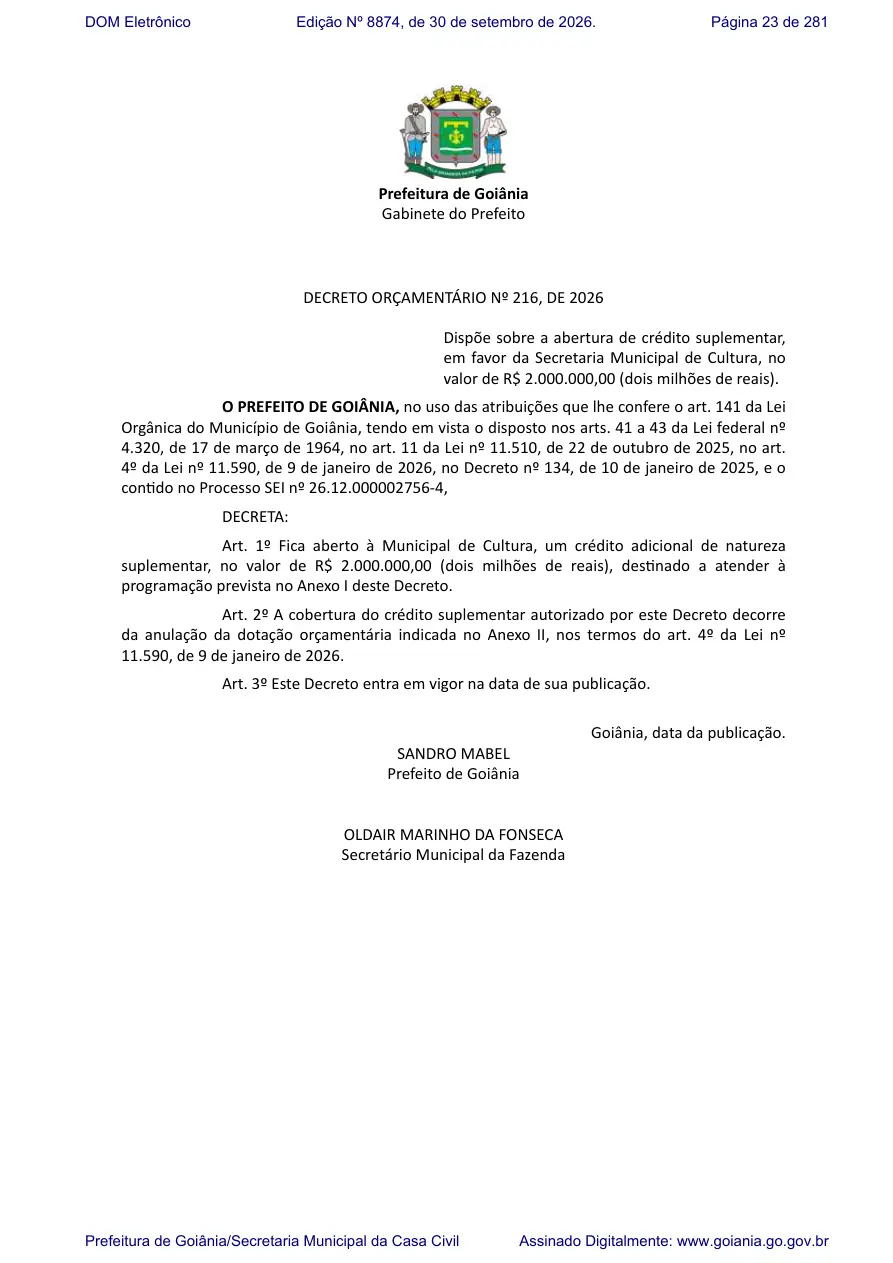 DOM Eletrônico Edição Nº 8874, de 30 de setembro de 2026. Página 23 de 281
Prefeitura de Goiânia
Gabinete do Prefeito
DECRETO ORÇAMENTÁRIO Nº 216, DE 2026
Dispõe sobre a abertura de crédito suplementar,
em favor da Secretaria Municipal de Cultura, no
valor de R$ 2.000.000,00 (dois milhões de reais).
O PREFEITO DE GOIÂNIA, no uso das atribuições que lhe confere o art. 141 da Lei
Orgânica do Município de Goiânia, tendo em vista o disposto nos arts. 41 a 43 da Lei federal nº
4.320, de 17 de março de 1964, no art. 11 da Lei nº 11.510, de 22 de outubro de 2025, no art.
4º da Lei nº 11.590, de 9 de janeiro de 2026, no Decreto nº 134, de 10 de janeiro de 2025, e o
contido no Processo SEI nº 26.12.000002756-4,
DECRETA:
Art. 1º Fica aberto à Municipal de Cultura, um crédito adicional de natureza
suplementar, no valor de R$ 2.000.000,00 (dois milhões de reais), destinado a atender à
programação prevista no Anexo I deste Decreto.
Art. 2º A cobertura do crédito suplementar autorizado por este Decreto decorre
da anulação da dotação orçamentária indicada no Anexo II, nos termos do art. 4º da Lei nº
11.590, de 9 de janeiro de 2026.
Art. 3º Este Decreto entra em vigor na data de sua publicação.
Goiânia, data da publicação.
SANDRO MABEL
Prefeito de Goiânia
OLDAIR MARINHO DA FONSECA
Secretário Municipal da Fazenda
Prefeitura de Goiânia/Secretaria Municipal da Casa Civil Assinado Digitalmente: www.goiania.go.gov.br